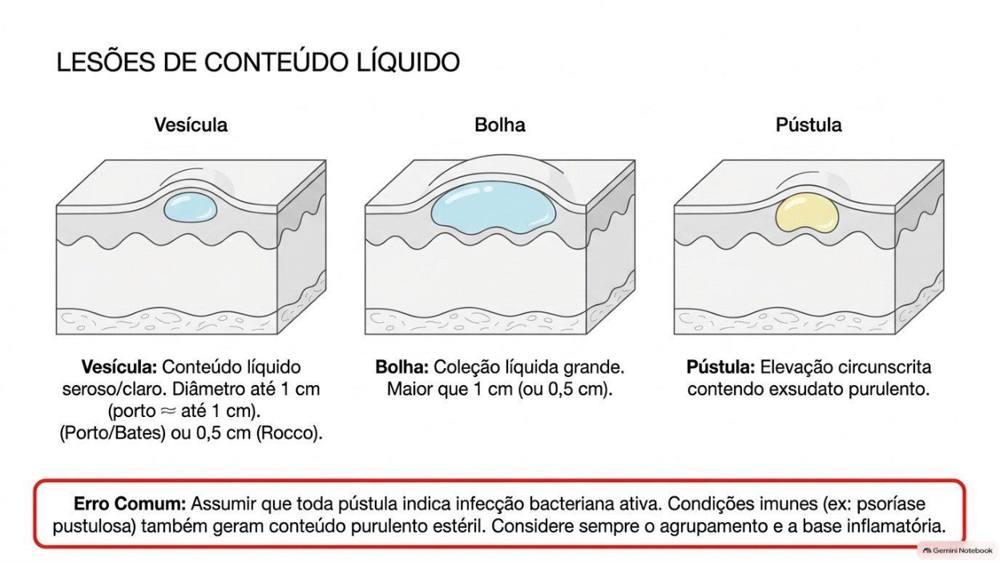 LESÕES DE CONTEÚDO LÍQUIDO
Vesícula
Bolha
Pústula
Vesícula: Conteúdo líquido
seroso/claro. Diâmetro até 1 cm
(porto ≈ até 1 cm).
(Porto/Bates) ou 0,5 cm (Rocco).
Bolha: Coleção líquida grande.
Maior que 1 cm (ou 0,5 cm).
Pústula: Elevação circunscrita
contendo exsudato purulento.
Erro Comum: Assumir que toda pústula indica infecção bacteriana ativa. Condições imunes (ex: psoríase
pustulosa) também geram conteúdo purulento estéril. Considere sempre o agrupamento e a base inflamatória.
Gemini Notebook